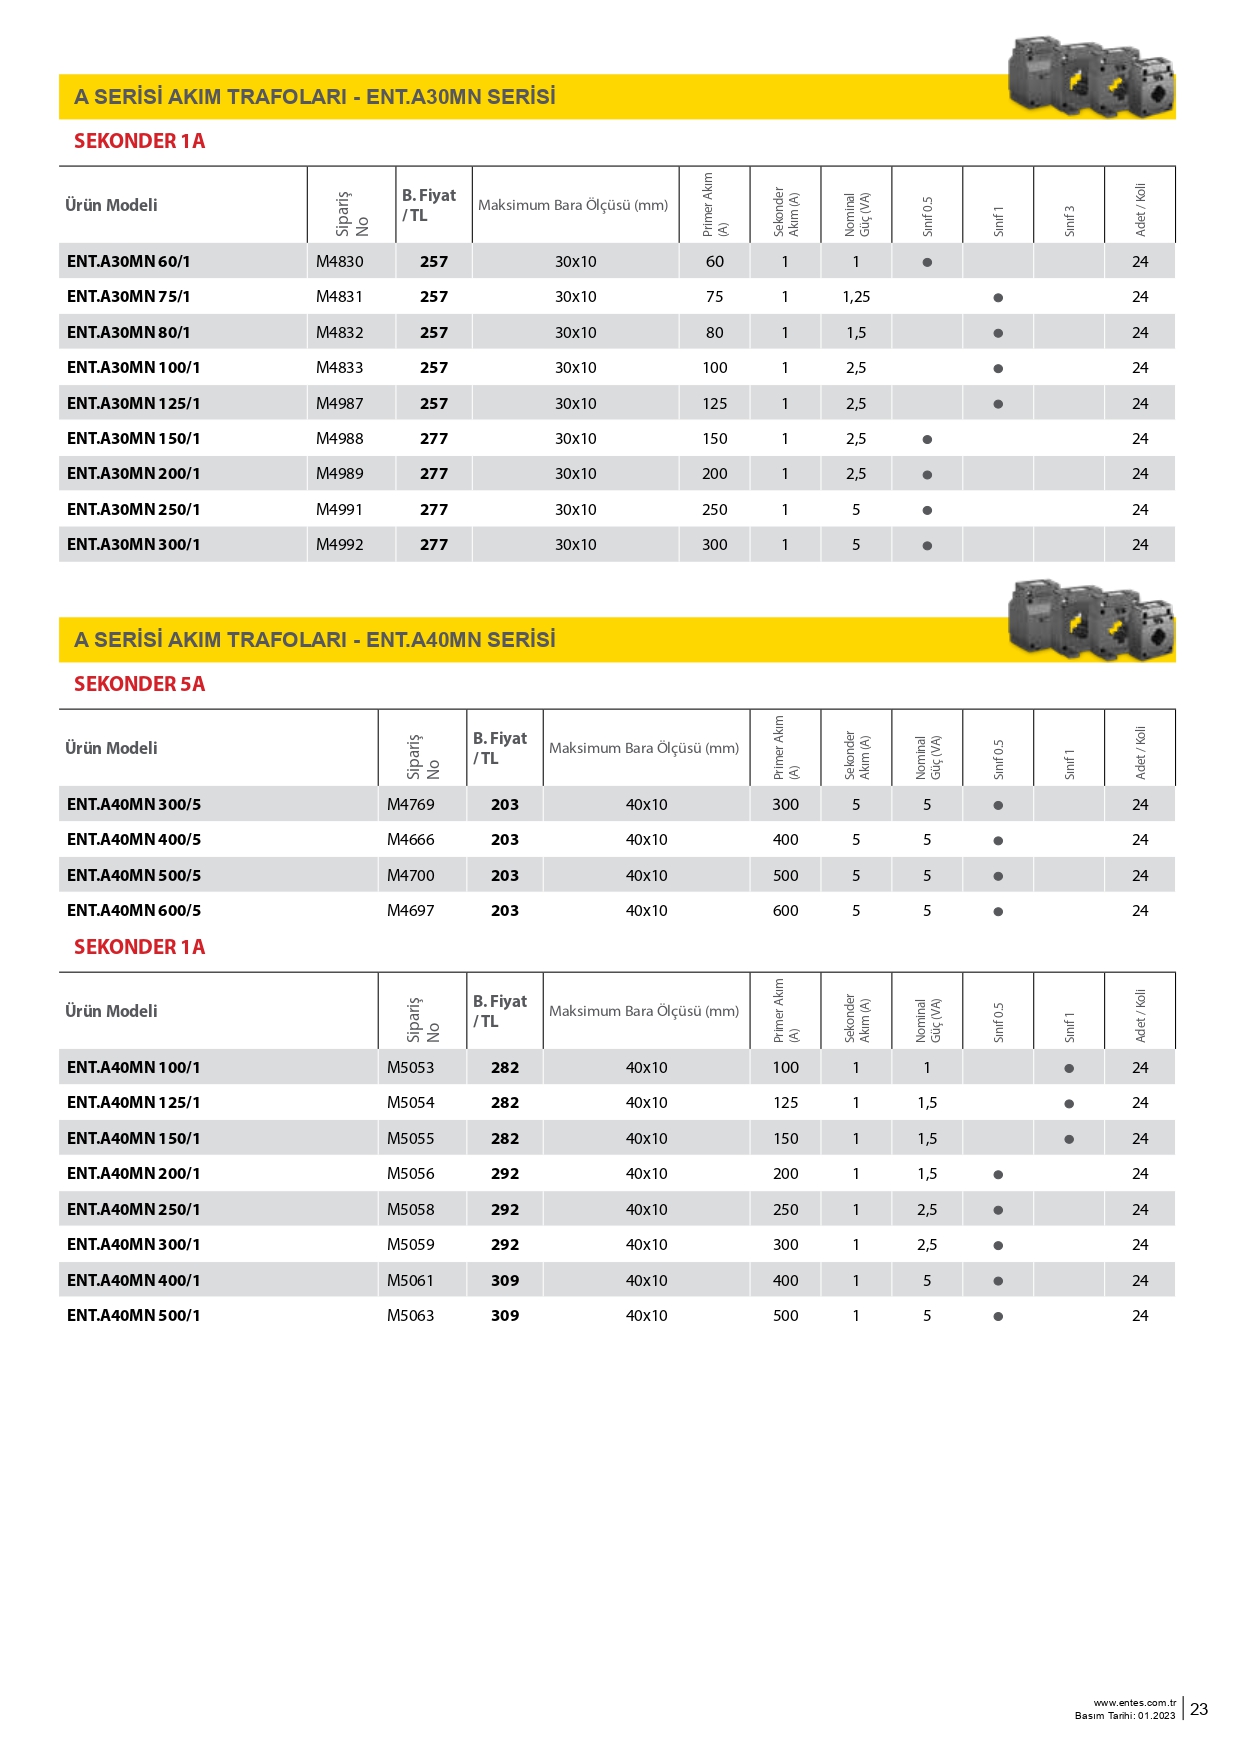 A SERİSİ AKIM TRAFOLARI - ENT.A30MN SERİSİ
SEKONDER 1A
Ürün Modeli Sipariş No B. Fiyat / TL Maksimum Bara Ölçüsü (mm) Primer Akım (A) Sekonder Akım (A) Nominal Güç (VA) Sınıf 0.5 Sınıf 1 Sınıf 3 Adet / Koli
ENT.A30MN 60/1 M4830 257 30x10 60 1 1 ● 24
ENT.A30MN 75/1 M4831 257 30x10 75 1 1,25 ● 24
ENT.A30MN 80/1 M4832 257 30x10 80 1 1,5 ● 24
ENT.A30MN 100/1 M4833 257 30x10 100 1 2,5 ● 24
ENT.A30MN 125/1 M4987 257 30x10 125 1 2,5 ● 24
ENT.A30MN 150/1 M4988 277 30x10 150 1 2,5 ● 24
ENT.A30MN 200/1 M4989 277 30x10 200 1 2,5 ● 24
ENT.A30MN 250/1 M4991 277 30x10 250 1 5 ● 24
ENT.A30MN 300/1 M4992 277 30x10 300 1 5 ● 24
A SERİSİ AKIM TRAFOLARI - ENT.A40MN SERİSİ
SEKONDER 5A
Ürün Modeli Sipariş No B. Fiyat / TL Maksimum Bara Ölçüsü (mm) Primer Akım (A) Sekonder Akım (A) Nominal Güç (VA) Sınıf 0.5 Sınıf 1 Adet / Koli
ENT.A40MN 300/5 M4769 203 40x10 300 5 5 ● 24
ENT.A40MN 400/5 M4666 203 40x10 400 5 5 ● 24
ENT.A40MN 500/5 M4700 203 40x10 500 5 5 ● 24
ENT.A40MN 600/5 M4697 203 40x10 600 5 5 ● 24
SEKONDER 1A
Ürün Modeli Sipariş No B. Fiyat / TL Maksimum Bara Ölçüsü (mm) Primer Akım (A) Sekonder Akım (A) Nominal Güç (VA) Sınıf 0.5 Sınıf 1 Adet / Koli
ENT.A40MN 100/1 M5053 282 40x10 100 1 1 ● 24
ENT.A40MN 125/1 M5054 282 40x10 125 1 1,5 ● 24
ENT.A40MN 150/1 M5055 282 40x10 150 1 1,5 ● 24
ENT.A40MN 200/1 M5056 292 40x10 200 1 1,5 ● 24
ENT.A40MN 250/1 M5058 292 40x10 250 1 2,5 ● 24
ENT.A40MN 300/1 M5059 292 40x10 300 1 2,5 ● 24
ENT.A40MN 400/1 M5061 309 40x10 400 1 5 ● 24
ENT.A40MN 500/1 M5063 309 40x10 500 1 5 ● 24
www.entes.com.tr
Basım Tarihi: 01.2023 23